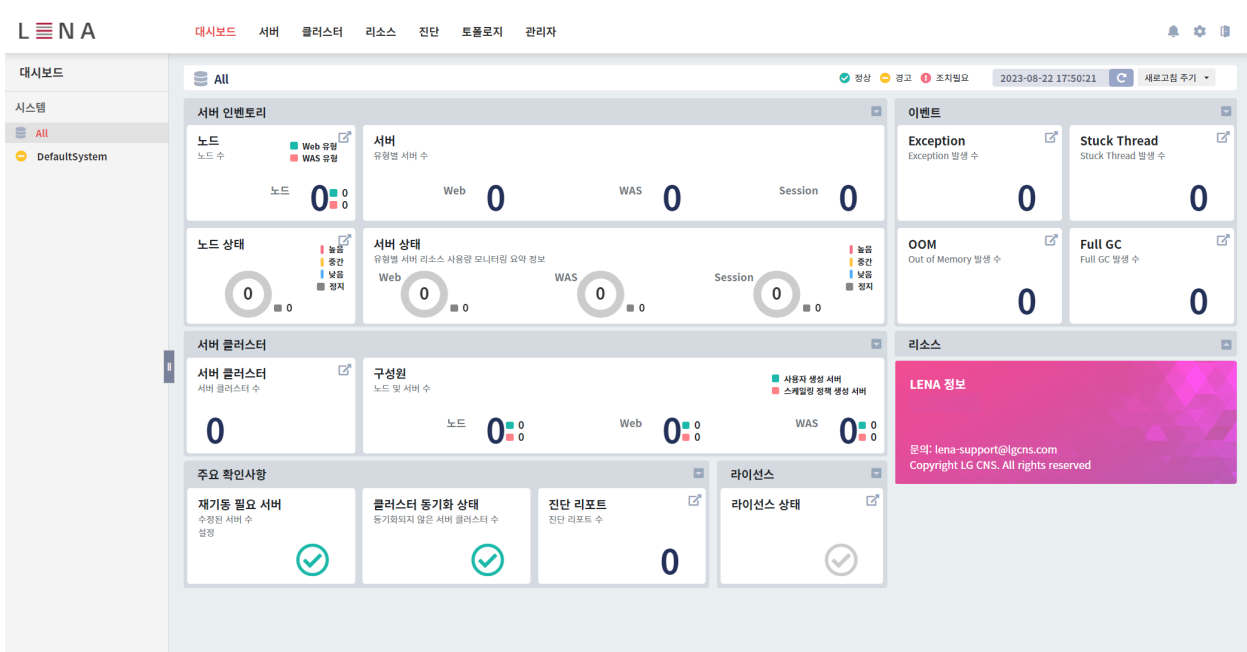 LENA
대시보드 서버 클러스터 리소스 진단 토폴로지 관리자
대시보드
시스템
All
DefaultSystem
All
정상 경고 조치필요 2023-08-22 17:50:21 새로고침 주기
서버 인벤토리
노드
노드 수
Web 유형
WAS 유형
노드 0 0
0
서버
유형별 서버 수
Web 0 WAS 0 Session 0
노드 상태
높음
중간
낮음
정지
0 0
서버 상태
유형별 서버 리소스 사용량 모니터링 요약 정보
높음
중간
낮음
정지
Web 0 0 WAS 0 0 Session 0 0
서버 클러스터
서버 클러스터
서버 클러스터 수
0
구성원
노드 및 서버 수
사용자 생성 서버
스케일링 정책 생성 서버
노드 0 0 Web 0 0 WAS 0 0
0 0 0
주요 확인사항
재기동 필요 서버
수정된 서버 수
설정
클러스터 동기화 상태
동기화되지 않은 서버 클러스터 수
진단 리포트
진단 리포트 수
0
라이선스
라이선스 상태
이벤트
Exception
Exception 발생 수
0
Stuck Thread
Stuck Thread 발생 수
0
OOM
Out of Memory 발생 수
0
Full GC
Full GC 발생 수
0
리소스
LENA 정보
문의: lena-support@lgcns.com
Copyright LG CNS. All rights reserved